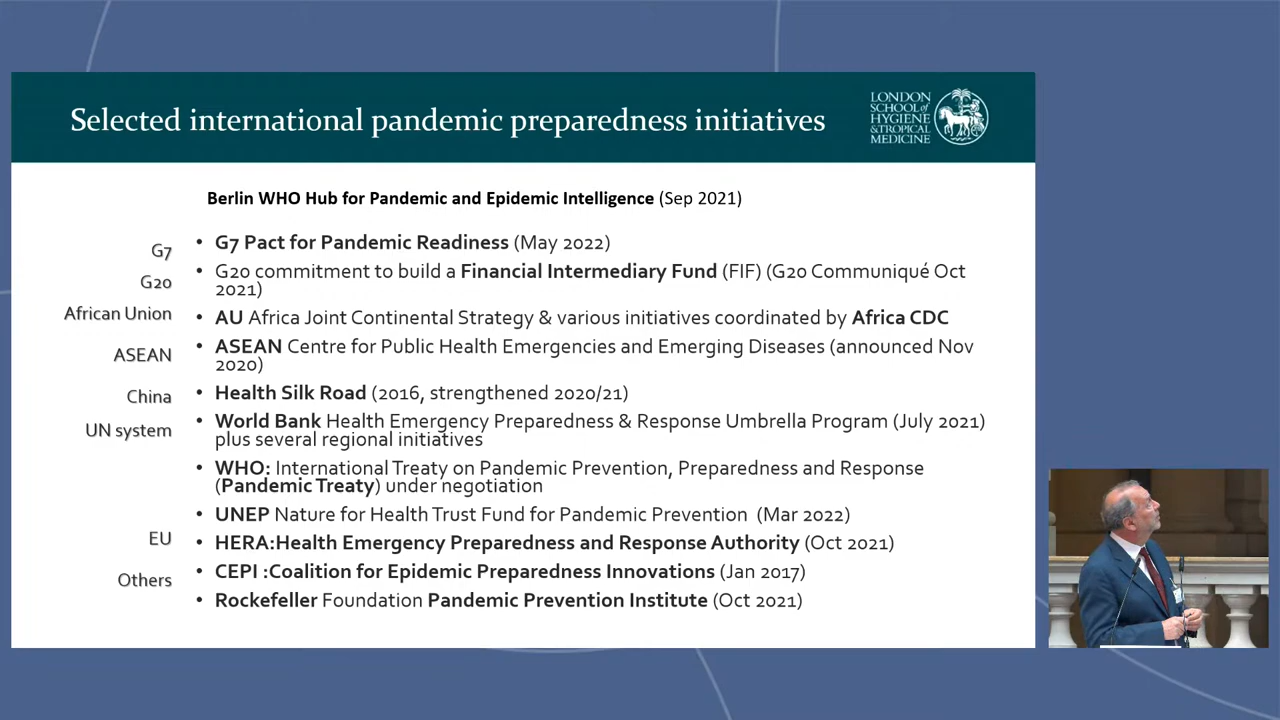 Selected international pandemic preparedness initiatives
LONDON
SCHOOL of
HYGIENE
& TROPICAL
MEDICINE
Berlin WHO Hub for Pandemic and Epidemic Intelligence (Sep 2021)
G7
• G7 Pact for Pandemic Readiness (May 2022)
G20
• G20 commitment to build a Financial Intermediary Fund (FIF) (G20 Communiqué Oct
2021)
African Union
• AU Africa Joint Continental Strategy & various initiatives coordinated by Africa CDC
ASEAN
• ASEAN Centre for Public Health Emergencies and Emerging Diseases (announced Nov
2020)
China
• Health Silk Road (2016, strengthened 2020/21)
UN system
• World Bank Health Emergency Preparedness & Response Umbrella Program (July 2021)
plus several regional initiatives
• WHO: International Treaty on Pandemic Prevention, Preparedness and Response
(Pandemic Treaty) under negotiation
• UNEP Nature for Health Trust Fund for Pandemic Prevention (Mar 2022)
EU
• HERA:Health Emergency Preparedness and Response Authority (Oct 2021)
Others
• CEPI :Coalition for Epidemic Preparedness Innovations (Jan 2017)
• Rockefeller Foundation Pandemic Prevention Institute (Oct 2021)